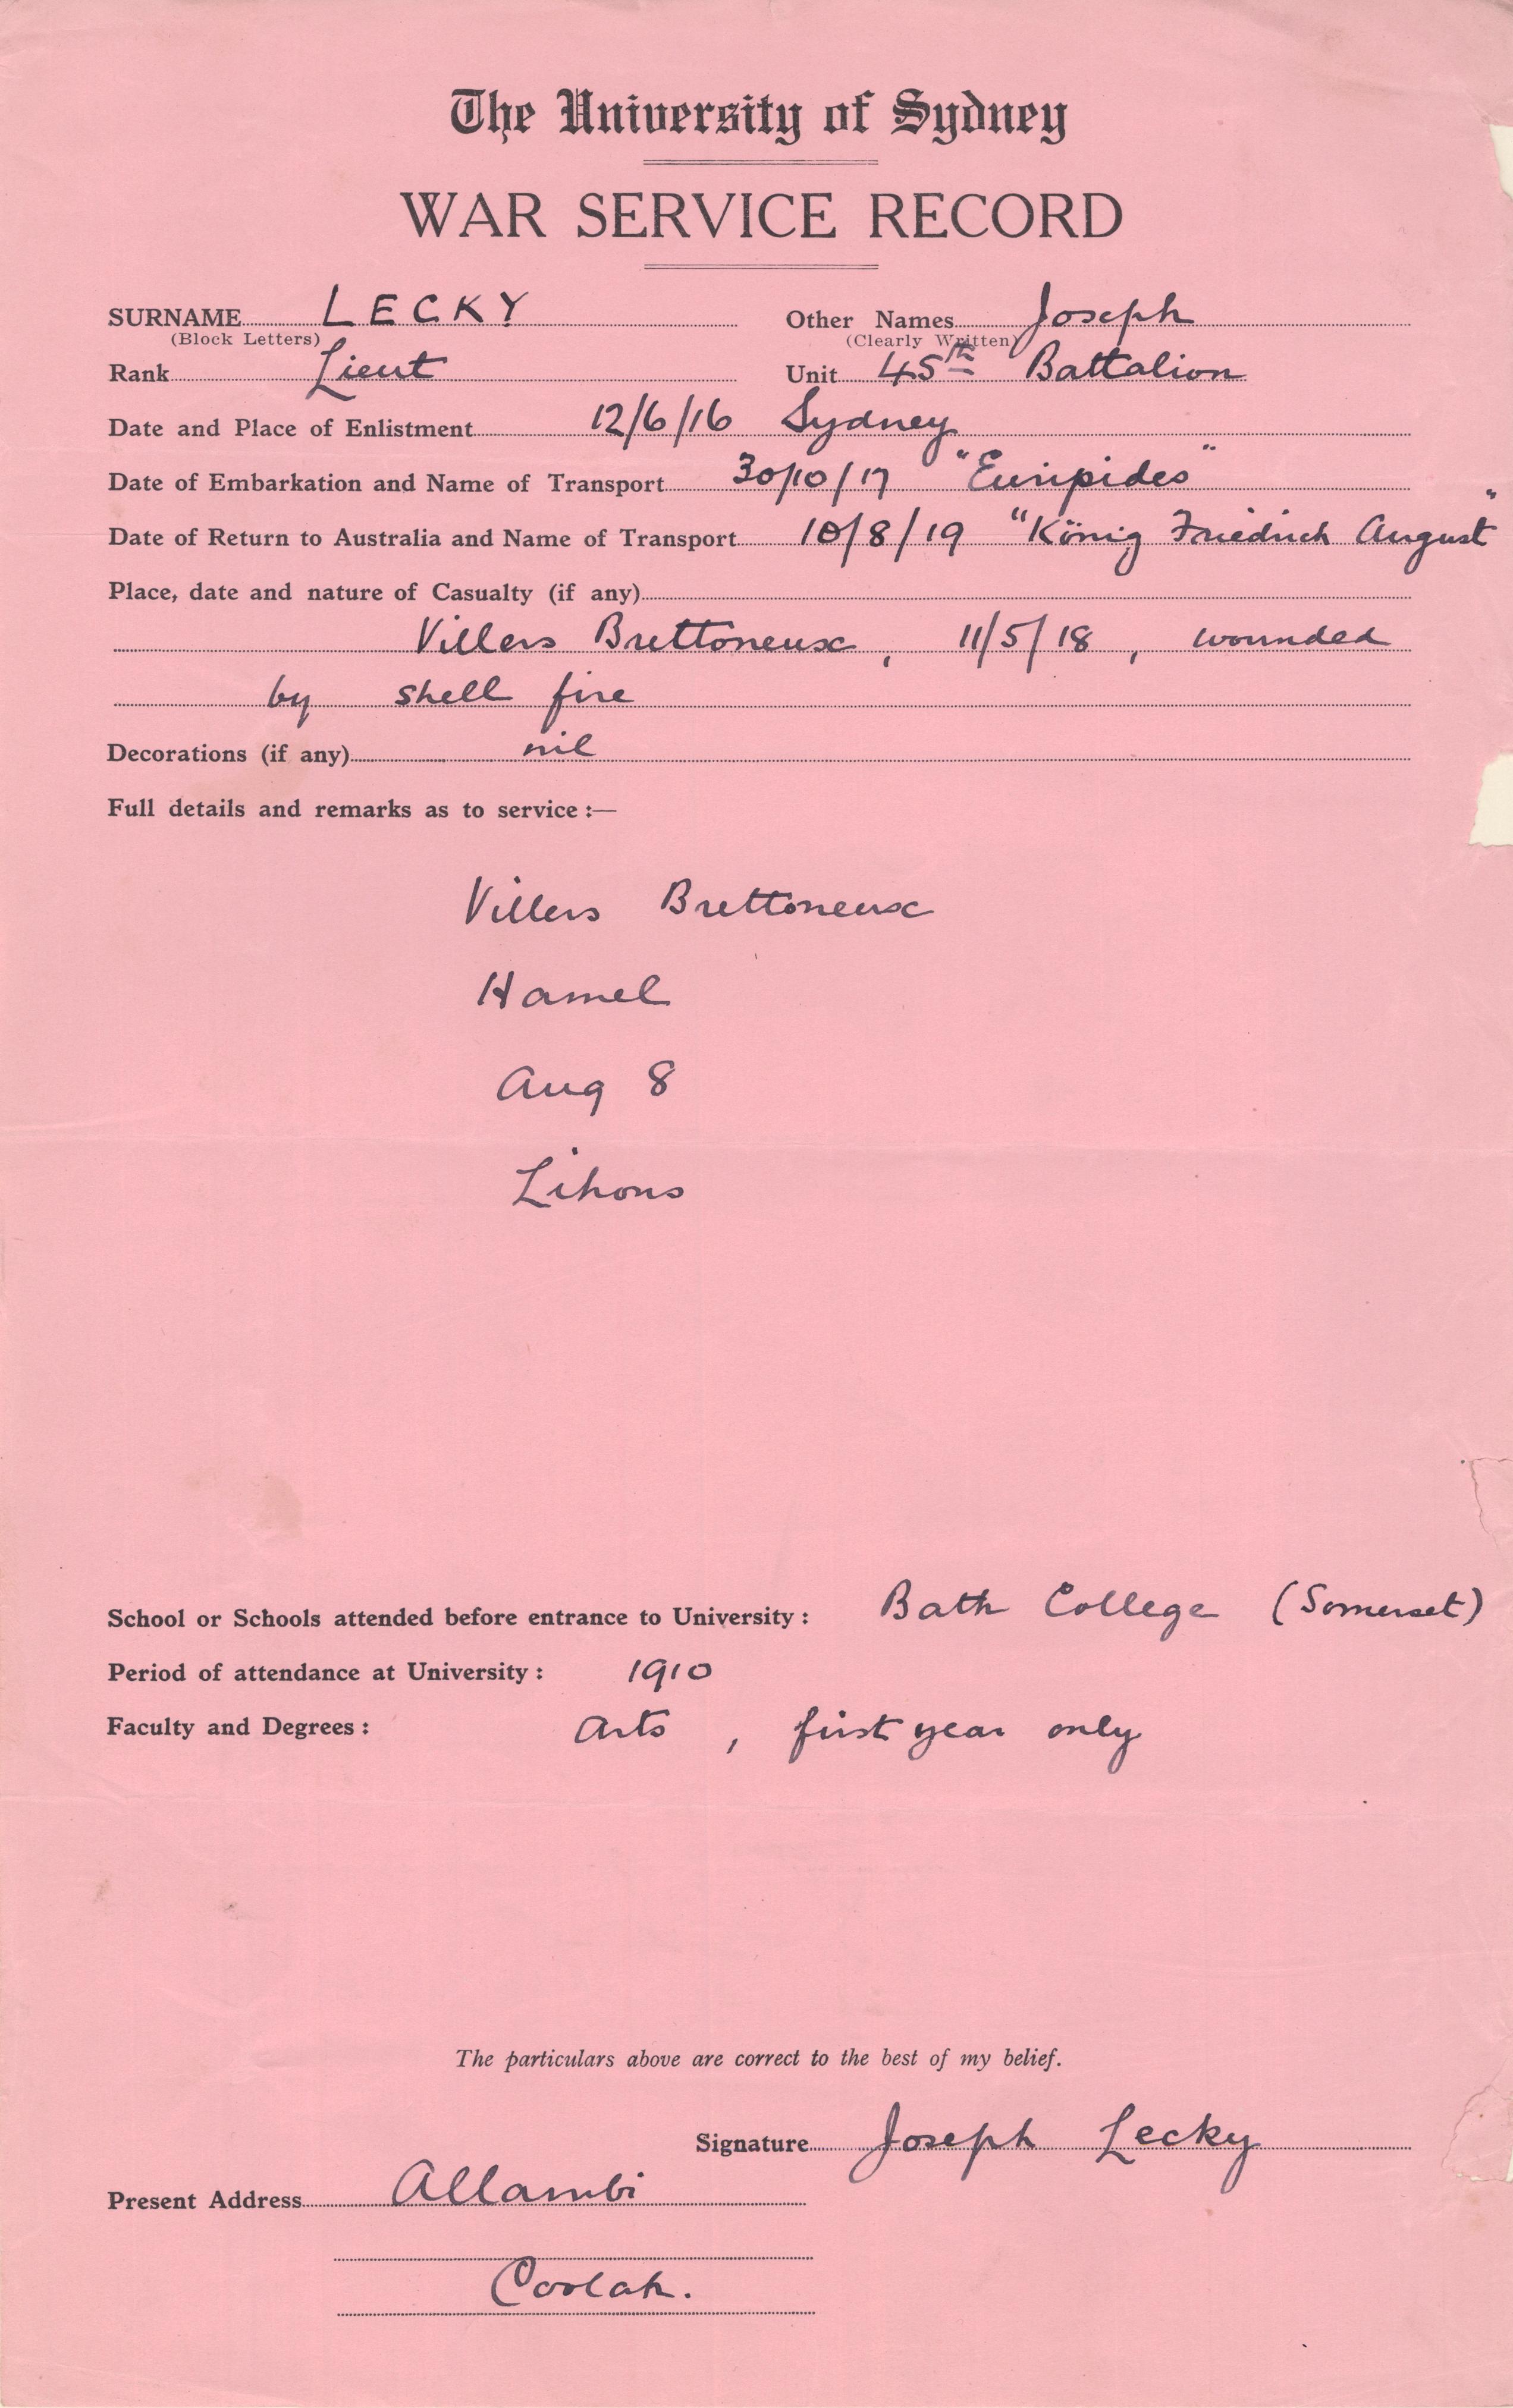 The University of Sydney
WAR SERVICE RECORD
SURNAME LECKY Other Names Joseph
(Block Letters) (Clearly Written)
Rank Lieut Unit 45th Battalion
Date and Place of Enlistment 12/6/16 Sydney
Date of Embarkation and Name of Transport 30/10/17 "Euripides"
Date of Return to Australia and Name of Transport 10/8/19 "König Friedrich August"
Place, date and nature of Casualty (if any)
Villers Brettoneux, 11/5/18, wounded
by shell fire
Decorations (if any) nil
Full details and remarks as to service :—
Villers Brettoneux
Hamel
Aug 8
Lihons
School or Schools attended before entrance to University : Bath College (Somerset)
Period of attendance at University : 1910
Faculty and Degrees : Arts, first year only
The particulars above are correct to the best of my belief.
Signature Joseph Lecky
Present Address Allambi
Coolah.